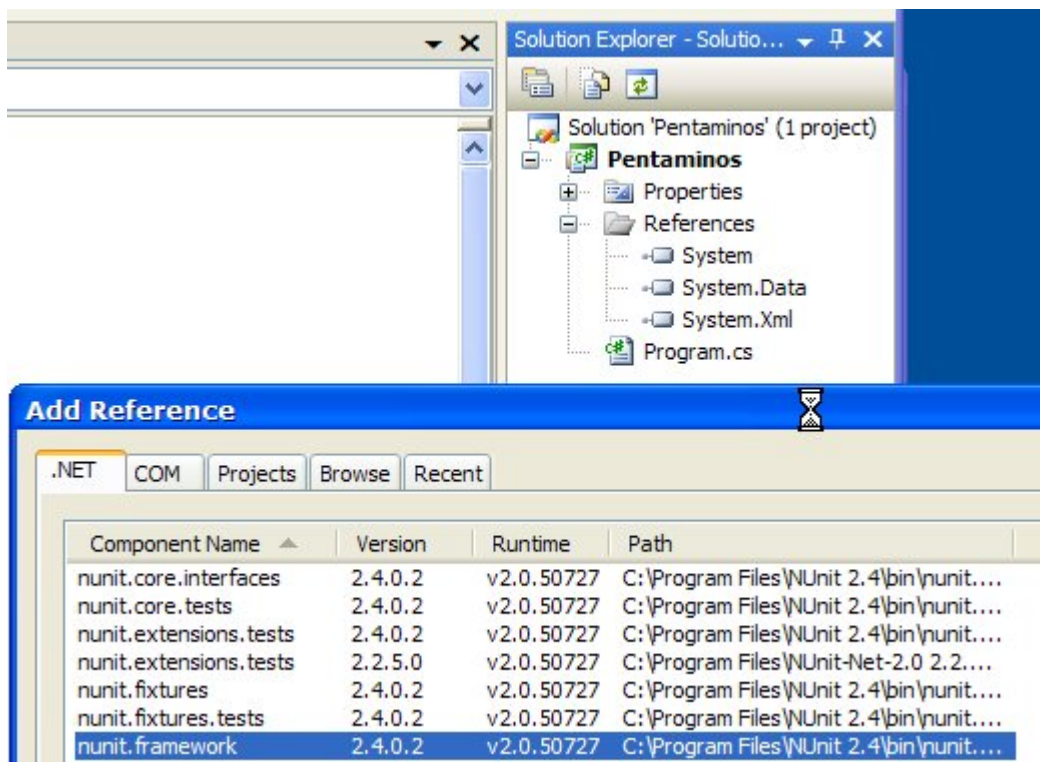 Solution Explorer - Solutio...
Solution 'Pentaminos' (1 project)
Pentaminos
Properties
References
System
System.Data
System.Xml
Program.cs
Add Reference
.NET COM Projects Browse Recent
Component Name Version Runtime Path
nunit.core.interfaces 2.4.0.2 v2.0.50727 C:\Program Files\NUnit 2.4\bin\nunit....
nunit.core.tests 2.4.0.2 v2.0.50727 C:\Program Files\NUnit 2.4\bin\nunit....
nunit.extensions.tests 2.4.0.2 v2.0.50727 C:\Program Files\NUnit 2.4\bin\nunit....
nunit.extensions.tests 2.2.5.0 v2.0.50727 C:\Program Files\NUnit-Net-2.0 2.2....
nunit.fixtures 2.4.0.2 v2.0.50727 C:\Program Files\NUnit 2.4\bin\nunit....
nunit.fixtures.tests 2.4.0.2 v2.0.50727 C:\Program Files\NUnit 2.4\bin\nunit....
nunit.framework 2.4.0.2 v2.0.50727 C:\Program Files\NUnit 2.4\bin\nunit....